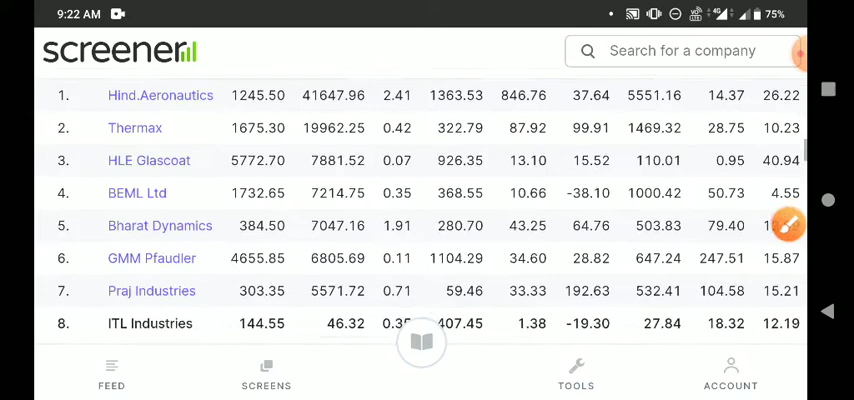 9:22 AM 4G 75%
screener Search for a company
1. Hind.Aeronautics 1245.50 41647.96 2.41 1363.53 846.76 37.64 5551.16 14.37 26.22
2. Thermax 1675.30 19962.25 0.42 322.79 87.92 99.91 1469.32 28.75 10.23
3. HLE Glascoat 5772.70 7881.52 0.07 926.35 13.10 15.52 110.01 0.95 40.94
4. BEML Ltd 1732.65 7214.75 0.35 368.55 10.66 -38.10 1000.42 50.73 4.55
5. Bharat Dynamics 384.50 7047.16 1.91 280.70 43.25 64.76 503.83 79.40
6. GMM Pfaudler 4655.85 6805.69 0.11 1104.29 34.60 28.82 647.24 247.51 15.87
7. Praj Industries 303.35 5571.72 0.71 59.46 33.33 192.63 532.41 104.58 15.21
8. ITL Industries 144.55 46.32 407.45 1.38 -19.30 27.84 18.32 12.19
FEED SCREENS TOOLS ACCOUNT